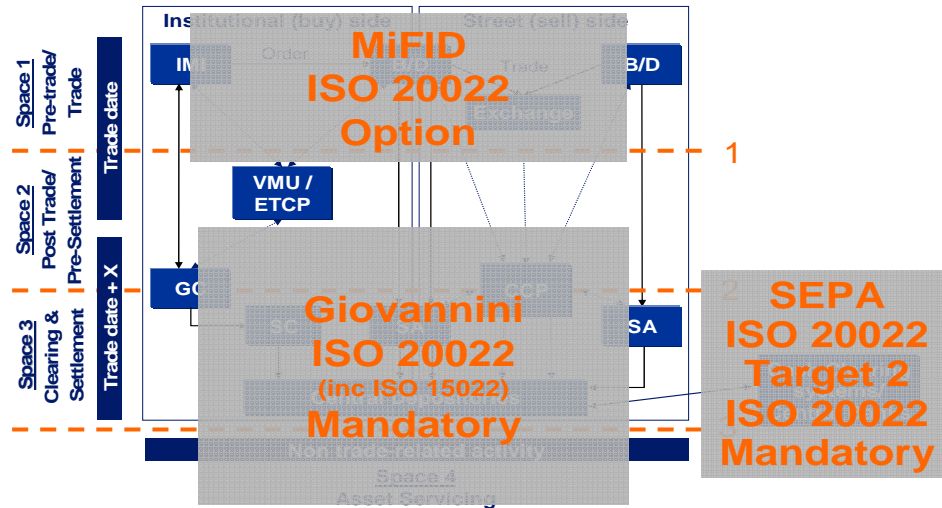 Institutional (buy) side
Street (sell) side
Space 1
Pre-trade/
Trade
Trade date
IMI
Order
B/D
Trade
B/D
Exchange
MiFID
ISO 20022
Option
1
Space 2
Post Trade/
Pre-Settlement
VMU /
ETCP
Trade date + X
GC
CCP
2
Space 3
Clearing &
Settlement
SC
SA
SA
Giovannini
ISO 20022
(inc ISO 15022)
Mandatory
SEPA
ISO 20022
Target 2
ISO 20022
Mandatory
Non trade-related activity
Space 4
Asset Servicing